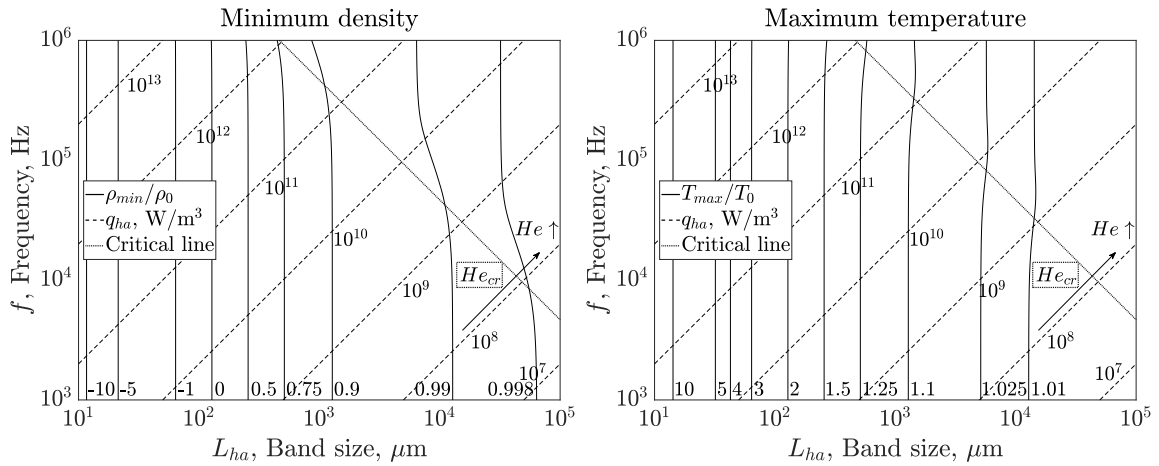 Minimum density
10^6
10^5
10^4
10^3
f, Frequency, Hz
10^13
10^12
10^11
10^10
10^9
10^8
10^7
ρ_min/ρ_0
q_ha, W/m^3
Critical line
He ↑
He_cr
-10 -5 -1 0 0.5 0.75 0.9 0.99 0.998
10^1 10^2 10^3 10^4 10^5
L_ha, Band size, μm
Maximum temperature
10^6
10^5
10^4
10^3
f, Frequency, Hz
10^13
10^12
10^11
10^10
10^9
10^8
10^7
T_max/T_0
q_ha, W/m^3
Critical line
He ↑
He_cr
10 5 4 3 2 1.5 1.25 1.1 1.025 1.01
10^1 10^2 10^3 10^4 10^5
L_ha, Band size, μm